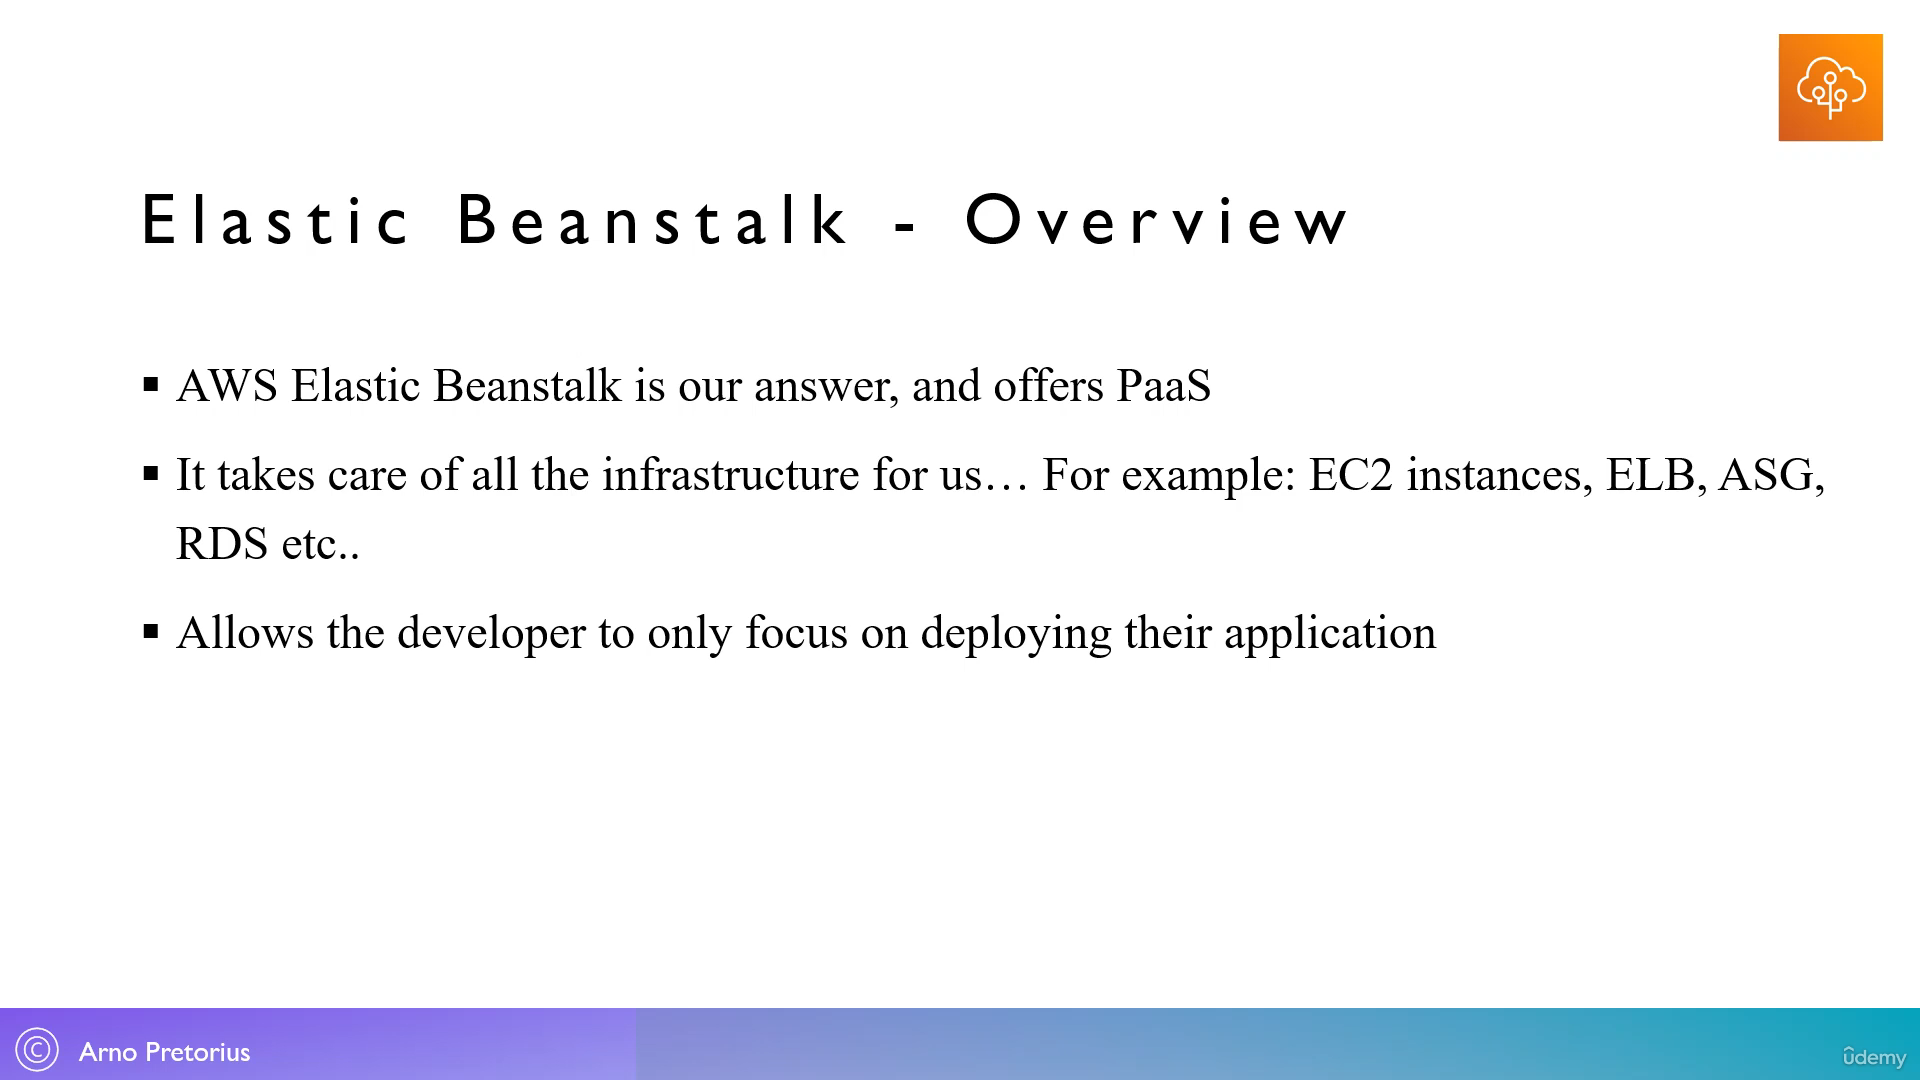 Elastic Beanstalk - Overview
▪ AWS Elastic Beanstalk is our answer, and offers PaaS
▪ It takes care of all the infrastructure for us… For example: EC2 instances, ELB, ASG,
RDS etc..
▪ Allows the developer to only focus on deploying their application
© Arno Pretorius
ûdemy